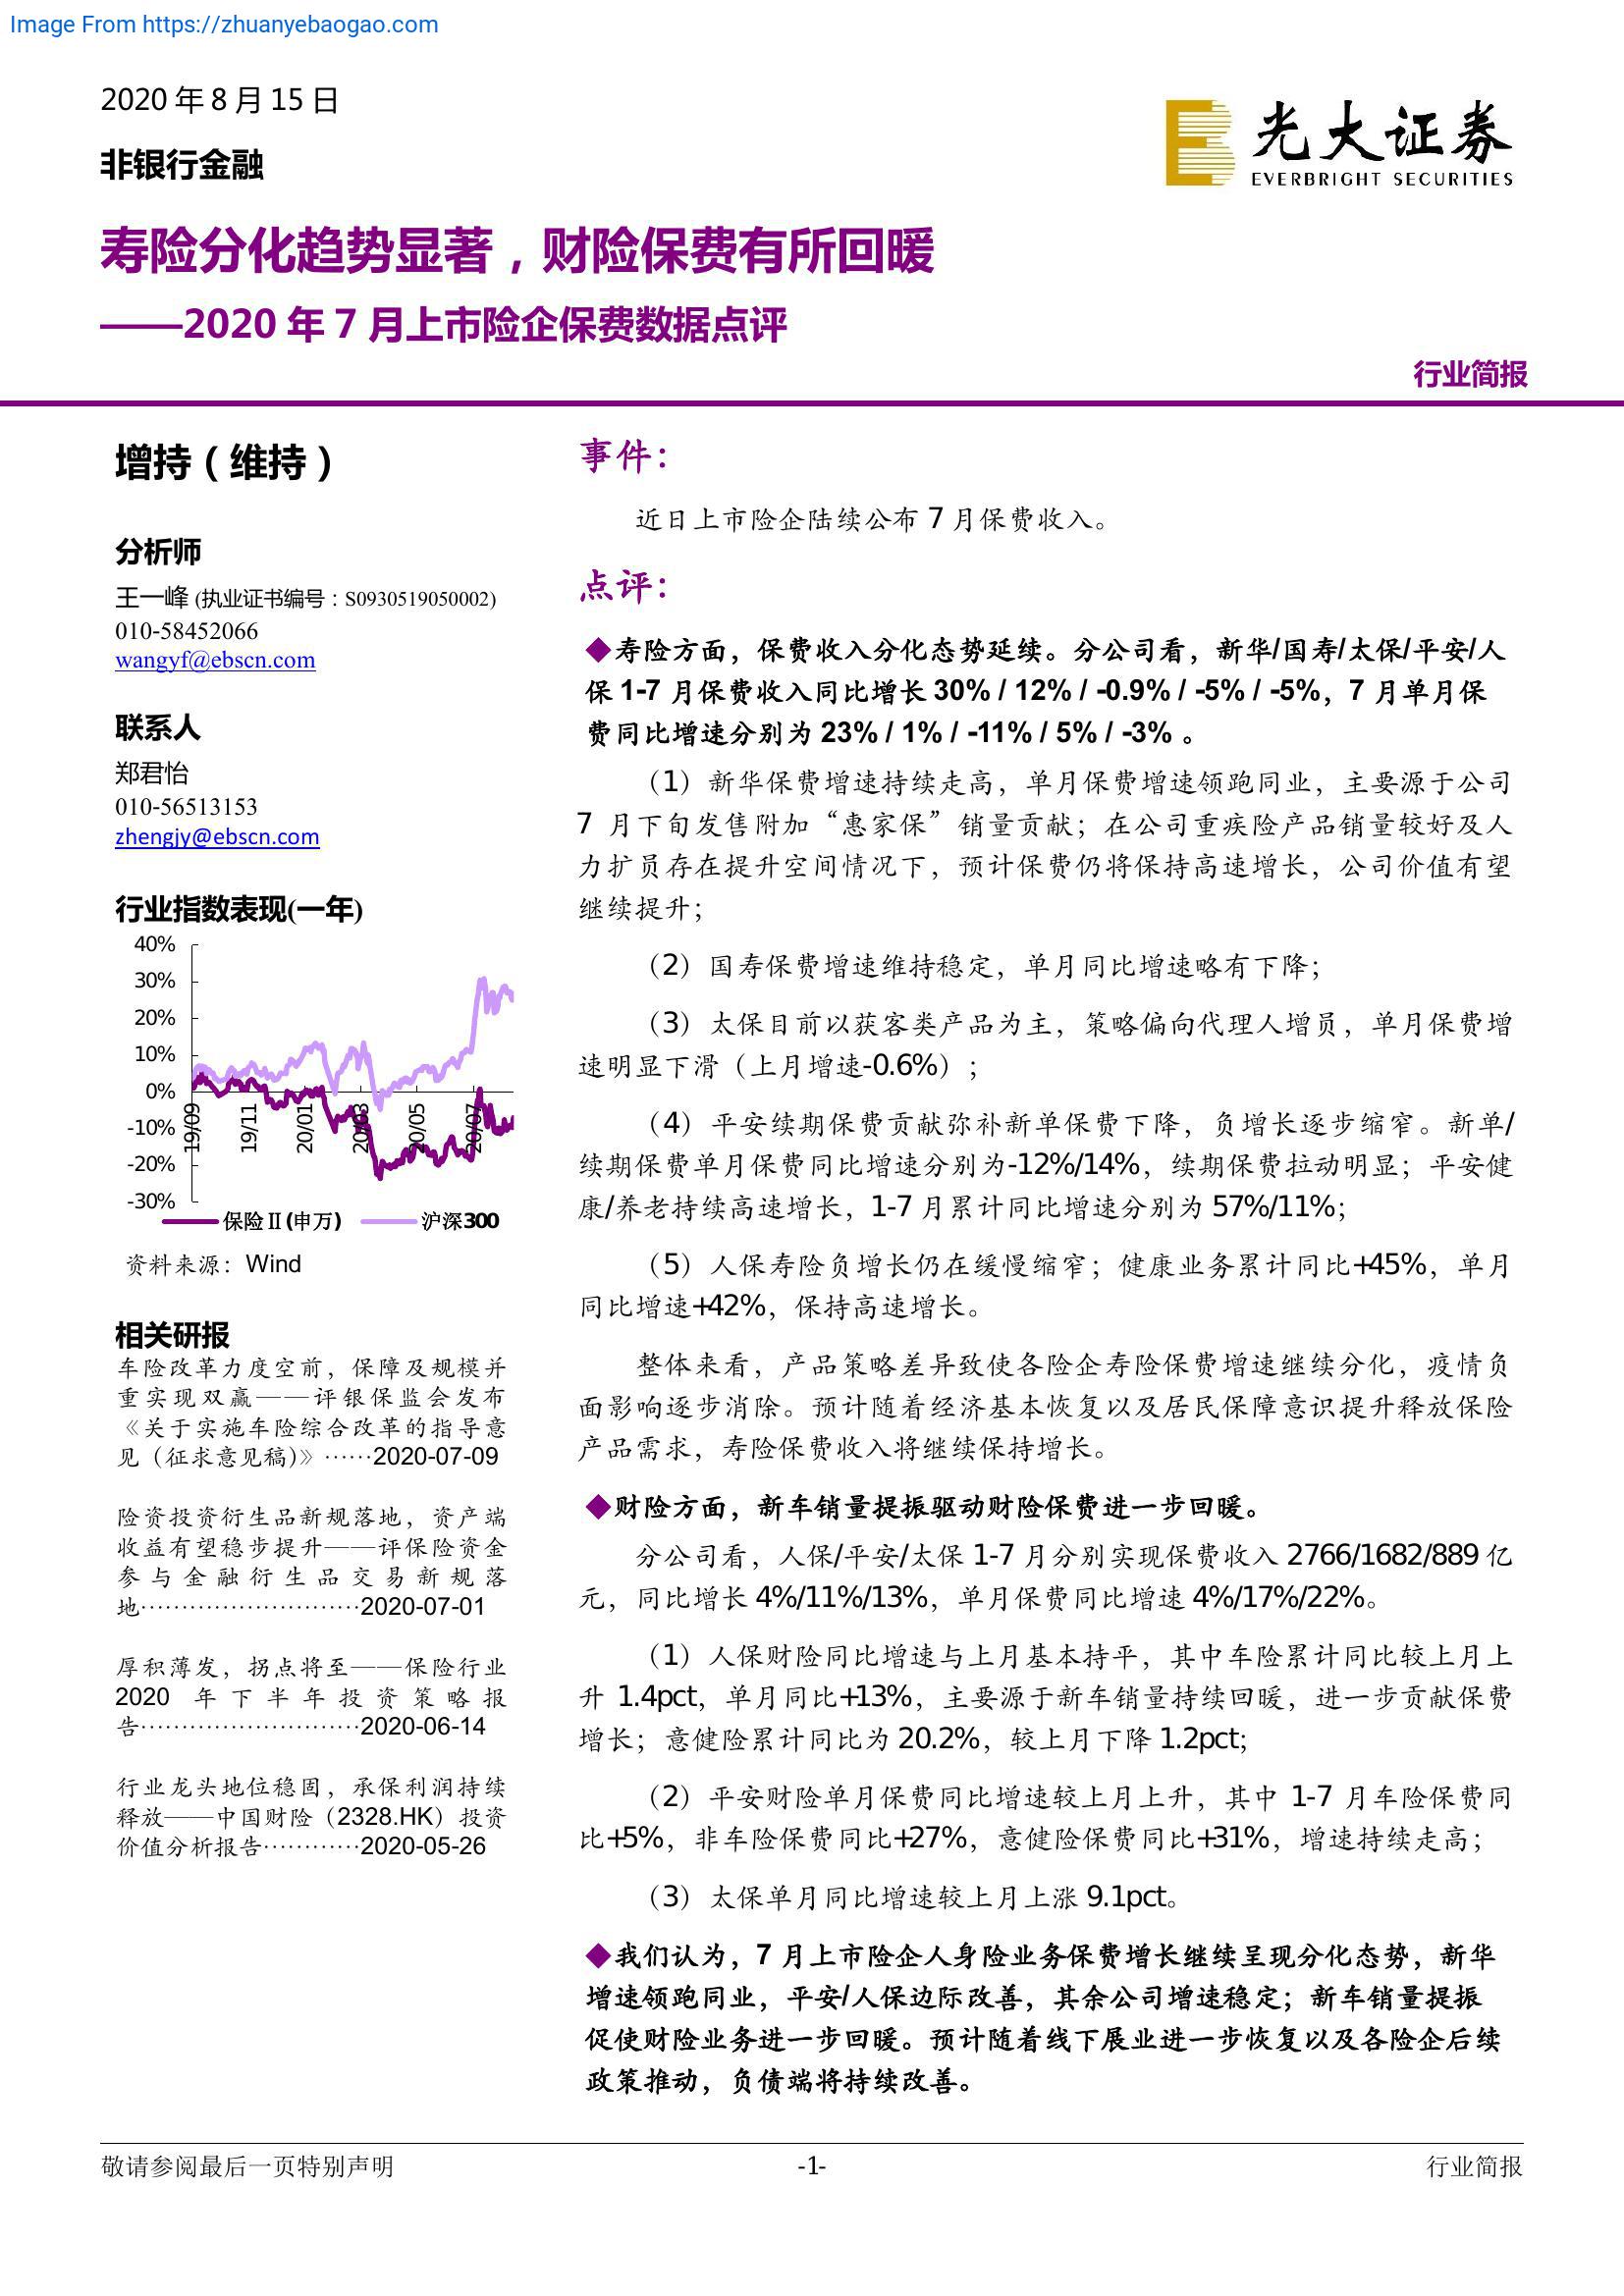 Image From https://zhuanyebaogao.com
2020 年 8 月 15 日
非银行金融
光大证券
EVERBRIGHT SECURITIES
寿险分化趋势显著，财险保费有所回暖
——2020 年 7 月上市险企保费数据点评
行业简报
增持（维持）
分析师
王一峰 (执业证书编号：S0930519050002)
010-58452066
wangyf@ebscn.com
联系人
郑君怡
010-56513153
zhengjy@ebscn.com
行业指数表现(一年)
40%
30%
20%
10%
0%
-10%
-20%
-30%
19/09
19/11
20/01
20/03
20/05
20/07
保险Ⅱ(申万)
沪深300
资料来源：Wind
相关研报
车险改革力度空前，保障及规模并
重实现双赢——评银保监会发布
《关于实施车险综合改革的指导意
见（征求意见稿)》……2020-07-09
险资投资衍生品新规落地，资产端
收益有望稳步提升——评保险资金
参与金融衍生品交易新规落
地………………………2020-07-01
厚积薄发，拐点将至——保险行业
2020 年下半年投资策略报
告………………………2020-06-14
行业龙头地位稳固，承保利润持续
释放——中国财险（2328.HK）投资
价值分析报告…………2020-05-26
事件：
近日上市险企陆续公布 7 月保费收入。
点评：
◆寿险方面，保费收入分化态势延续。分公司看，新华/国寿/太保/平安/人
保 1-7 月保费收入同比增长 30% / 12% / -0.9% / -5% / -5%，7 月单月保
费同比增速分别为 23% / 1% / -11% / 5% / -3% 。
（1）新华保费增速持续走高，单月保费增速领跑同业，主要源于公司
7 月下旬发售附加“惠家保”销量贡献；在公司重疾险产品销量较好及人
力扩员存在提升空间情况下，预计保费仍将保持高速增长，公司价值有望
继续提升；
（2）国寿保费增速维持稳定，单月同比增速略有下降；
（3）太保目前以获客类产品为主，策略偏向代理人增员，单月保费增
速明显下滑（上月增速-0.6%）；
（4）平安续期保费贡献弥补新单保费下降，负增长逐步缩窄。新单/
续期保费单月保费同比增速分别为-12%/14%，续期保费拉动明显；平安健
康/养老持续高速增长，1-7 月累计同比增速分别为 57%/11%；
（5）人保寿险负增长仍在缓慢缩窄；健康业务累计同比+45%，单月
同比增速+42%，保持高速增长。
整体来看，产品策略差异致使各险企寿险保费增速继续分化，疫情负
面影响逐步消除。预计随着经济基本恢复以及居民保障意识提升释放保险
产品需求，寿险保费收入将继续保持增长。
◆财险方面，新车销量提振驱动财险保费进一步回暖。
分公司看，人保/平安/太保 1-7 月分别实现保费收入 2766/1682/889 亿
元，同比增长 4%/11%/13%，单月保费同比增速 4%/17%/22%。
（1）人保财险同比增速与上月基本持平，其中车险累计同比较上月上
升 1.4pct，单月同比+13%，主要源于新车销量持续回暖，进一步贡献保费
增长；意健险累计同比为 20.2%，较上月下降 1.2pct；
（2）平安财险单月保费同比增速较上月上升，其中 1-7 月车险保费同
比+5%，非车险保费同比+27%，意健险保费同比+31%，增速持续走高；
（3）太保单月同比增速较上月上涨 9.1pct。
◆我们认为，7 月上市险企人身险业务保费增长继续呈现分化态势，新华
增速领跑同业，平安/人保边际改善，其余公司增速稳定；新车销量提振
促使财险业务进一步回暖。预计随着线下展业进一步恢复以及各险企后续
政策推动，负债端将持续改善。
敬请参阅最后一页特别声明
-1-
行业简报